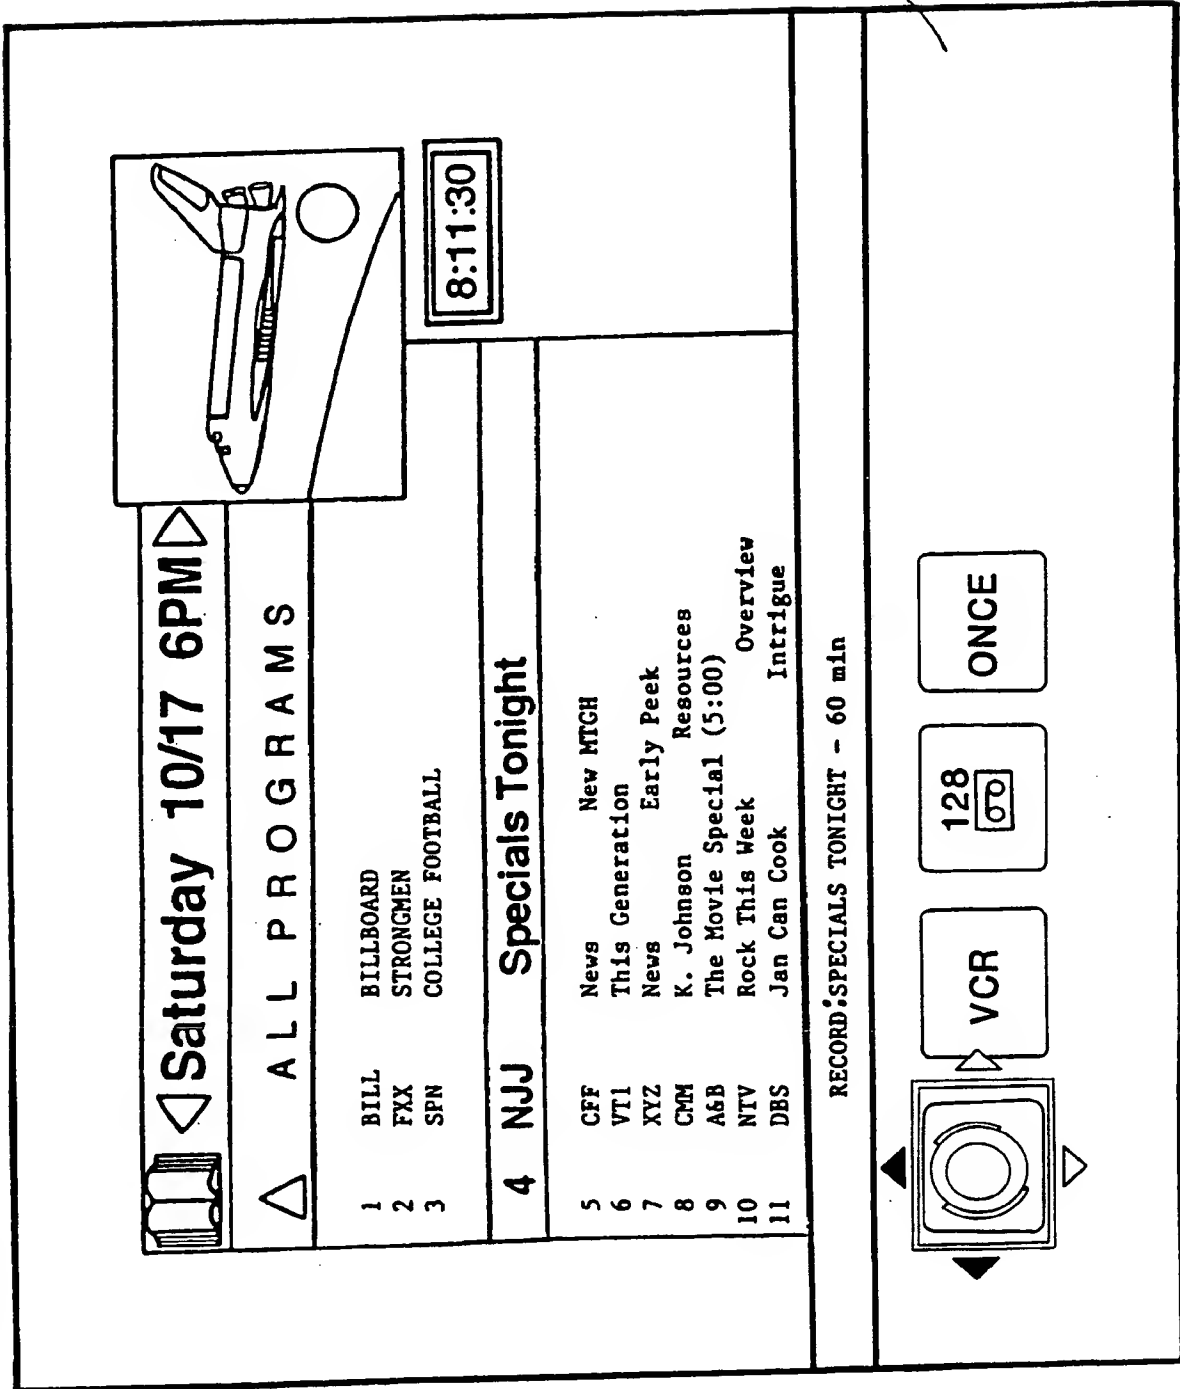 Saturday 10/17 6PM
ALL PROGRAMS
8:11:30
1 BILL BILLBOARD
2 FXX STRONGMEN
3 SPN COLLEGE FOOTBALL
4 NJJ Specials Tonight
5 CFF News New MTGH
6 VT1 This Generation
7 XYZ News Early Peek
8 CMM K. Johnson Resources
9 A&B The Movie Special (5:00)
10 NTV Rock This Week Overview
11 DBS Jan Can Cook Intrigue
RECORD:SPECIALS TONIGHT - 60 min
VCR
128
ONCE